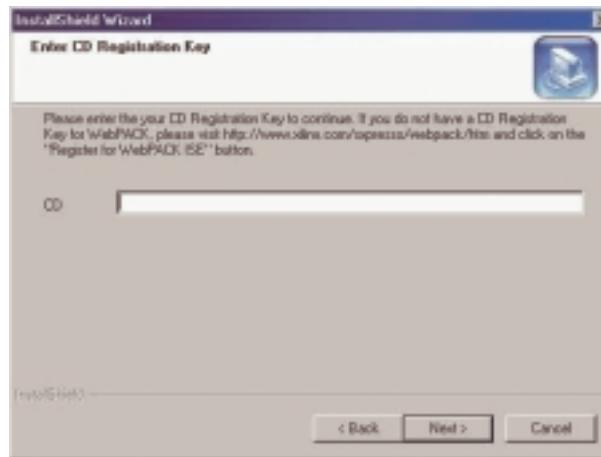 InstallShield Wizard
Enter CD Registration Key
Please enter the your CD Registration Key to continue. If you do not have a CD Registration
Key for WebPACK, please visit http://www.xilinx.com/xpresso/webpack/htm and click on the
"Register for WebPACK ISE" button.
CD
InstallShield
< Back
Next >
Cancel